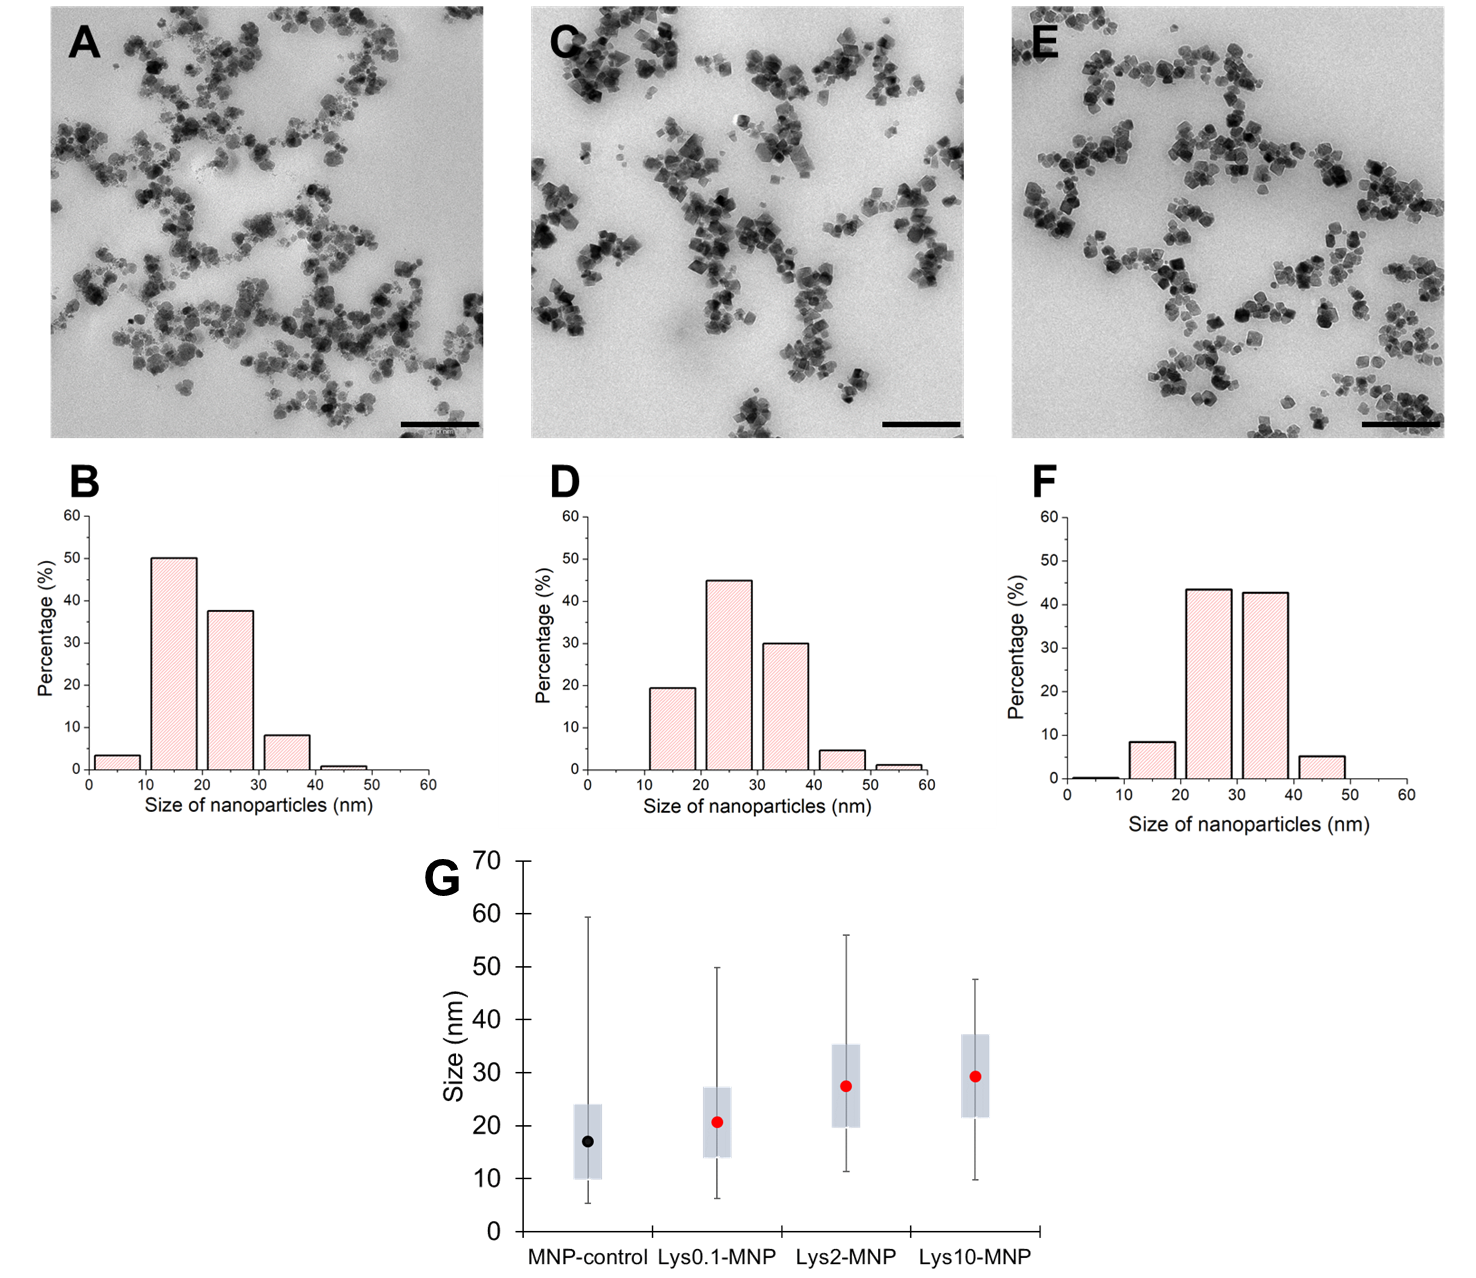 A
C
E
B
60
50
40
30
20
10
0
Percentage (%)
0 10 20 30 40 50 60
Size of nanoparticles (nm)
D
60
50
40
30
20
10
0
Percentage (%)
0 10 20 30 40 50 60
Size of nanoparticles (nm)
F
60
50
40
30
20
10
0
Percentage (%)
0 10 20 30 40 50 60
Size of nanoparticles (nm)
G
70
60
50
40
30
20
10
0
Size (nm)
MNP-control Lys0.1-MNP Lys2-MNP Lys10-MNP